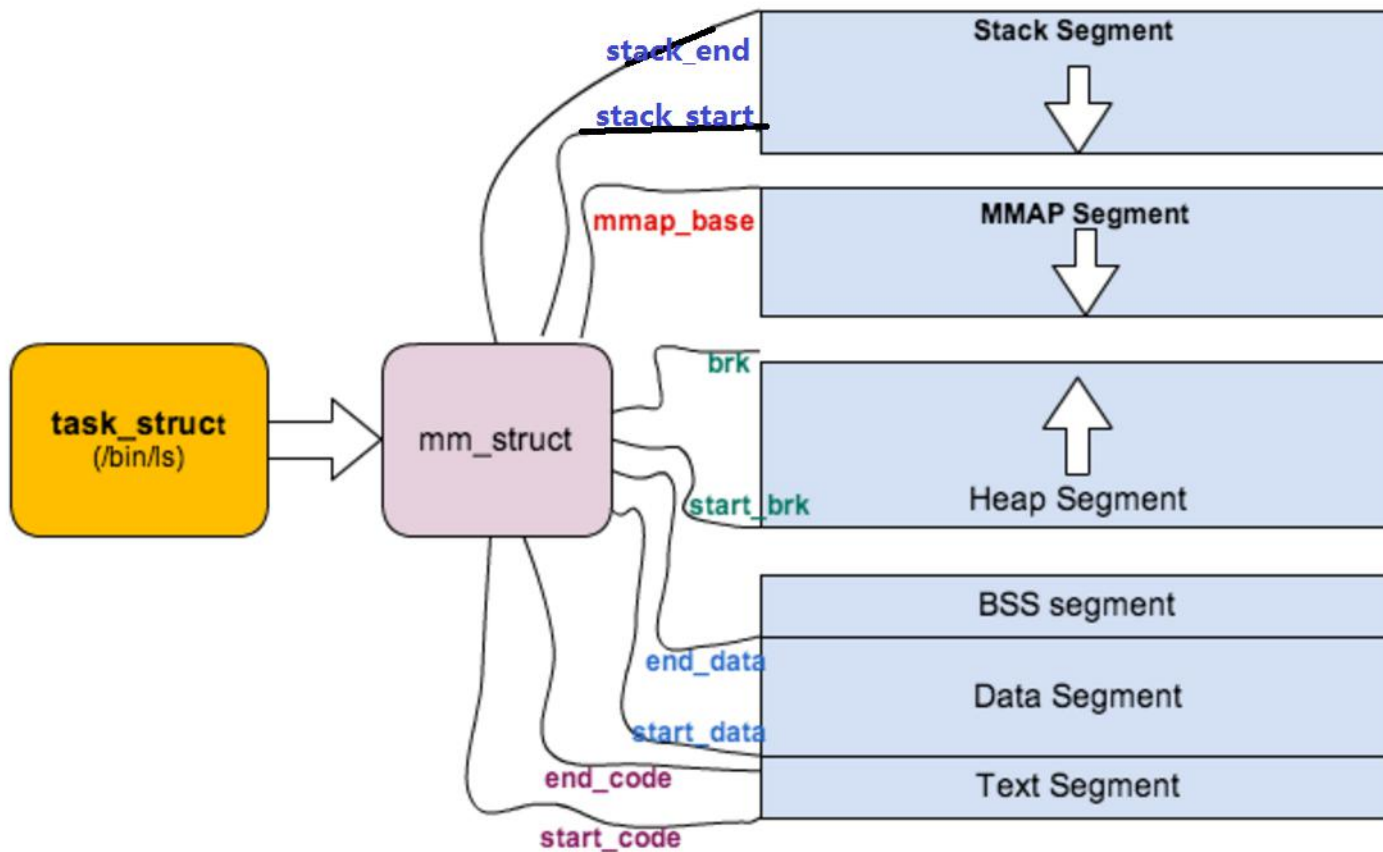 stack_end
Stack Segment
stack_start
mmap_base
MMAP Segment
task_struct
(/bin/ls)
mm_struct
brk
start_brk
Heap Segment
BSS segment
end_data
Data Segment
start_data
end_code
Text Segment
start_code